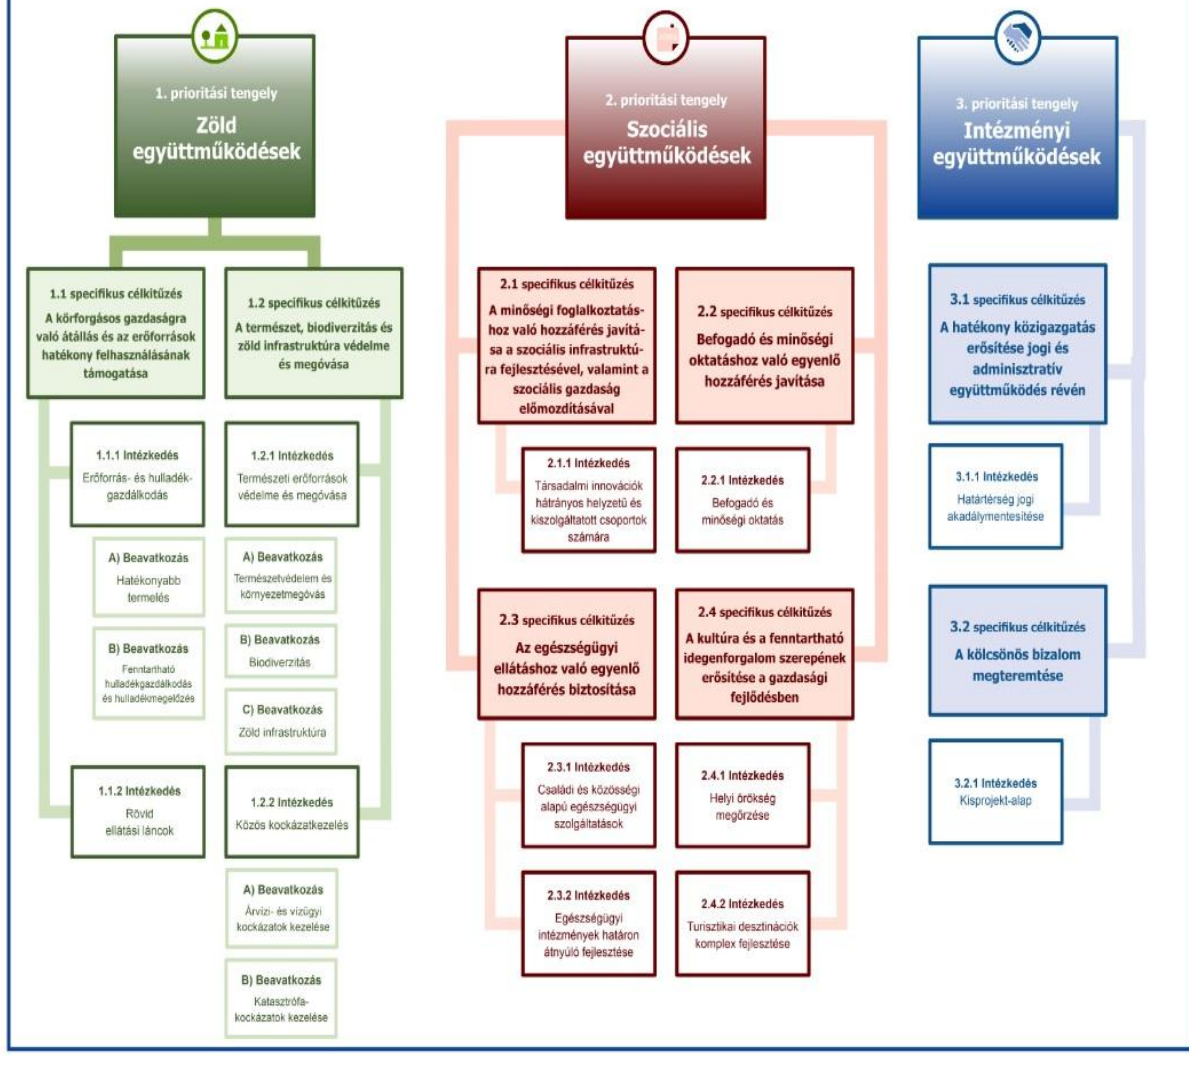 1. prioritási tengely
Zöld
együttműködések
1.1 specifikus célkitűzés
A körforgásos gazdaságra
való átállás és az erőforrások
hatékony felhasználásának
támogatása
1.1.1 Intézkedés
Erőforrás- és hulladék-
gazdálkodás
A) Beavatkozás
Hatékonyabb
termelés
B) Beavatkozás
Fenntartható
hulladékgazdálkodás
és hulladékmegelőzés
1.1.2 Intézkedés
Rövid
ellátási láncok
1.2 specifikus célkitűzés
A természet, biodiverzitás és
zöld infrastruktúra védelme
és megóvása
1.2.1 Intézkedés
Természeti erőforrások
védelme és megóvása
A) Beavatkozás
Természetvédelem és
környezetmegóvás
B) Beavatkozás
Biodiverzitás
C) Beavatkozás
Zöld infrastruktúra
1.2.2 Intézkedés
Közös kockázatkezelés
A) Beavatkozás
Árvízi- és vízügyi
kockázatok kezelése
B) Beavatkozás
Katasztrófa-
kockázatok kezelése
2. prioritási tengely
Szociális
együttműködések
2.1 specifikus célkitűzés
A minőségi foglalkoztatás-
hoz való hozzáférés javítá-
sa a szociális infrastruktú-
ra fejlesztésével, valamint a
szociális gazdaság
előmozdításával
2.1.1 Intézkedés
Társadalmi innovációk
hátrányos helyzetű és
kiszolgáltatott csoportok
számára
2.2 specifikus célkitűzés
Befogadó és minőségi
oktatáshoz való egyenlő
hozzáférés javítása
2.2.1 Intézkedés
Befogadó és
minőségi oktatás
2.3 specifikus célkitűzés
Az egészségügyi
ellátáshoz való egyenlő
hozzáférés biztosítása
2.3.1 Intézkedés
Családi és közösségi
alapú egészségügyi
szolgáltatások
2.3.2 Intézkedés
Egészségügyi
intézmények határon
átnyúló fejlesztése
2.4 specifikus célkitűzés
A kultúra és a fenntartható
idegenforgalom szerepének
erősítése a gazdasági
fejlődésben
2.4.1 Intézkedés
Helyi örökség
megőrzése
2.4.2 Intézkedés
Turisztikai desztinációk
komplex fejlesztése
3. prioritási tengely
Intézményi
együttműködések
3.1 specifikus célkitűzés
A hatékony közigazgatás
erősítése jogi és
adminisztratív
együttműködés révén
3.1.1 Intézkedés
Határtérség jogi
akadálymentesítése
3.2 specifikus célkitűzés
A kölcsönös bizalom
megteremtése
3.2.1 Intézkedés
Kisprojekt-alap